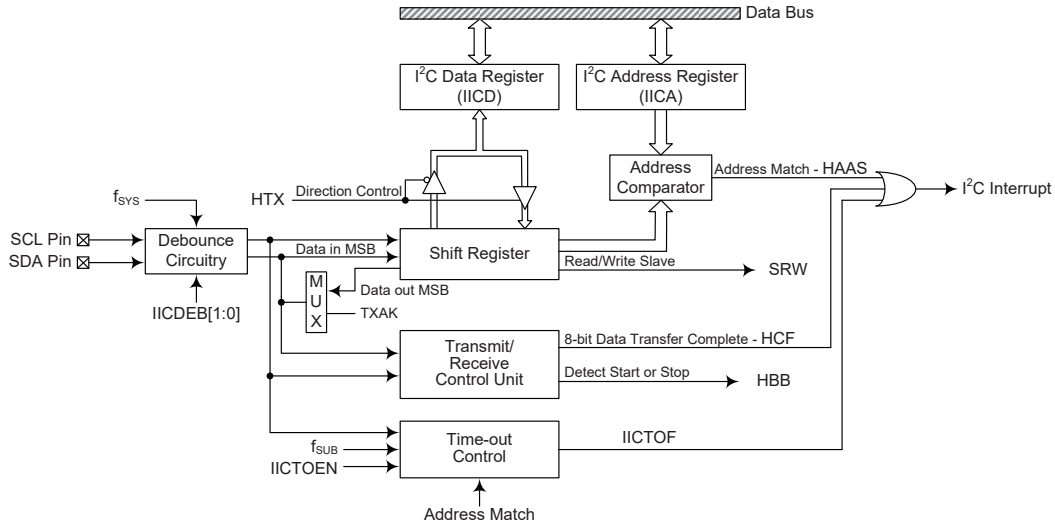 Data Bus
I²C Data Register
(IICD)
I²C Address Register
(IICA)
Address
Comparator
Address Match - HAAS
I²C Interrupt
HTX
Direction Control
fSYS
SCL Pin
SDA Pin
Debounce
Circuitry
IICDEB[1:0]
Data in MSB
Shift Register
Read/Write Slave
SRW
M
U
X
Data out MSB
TXAK
Transmit/
Receive
Control Unit
8-bit Data Transfer Complete - HCF
Detect Start or Stop
HBB
fSUB
IICTOEN
Time-out
Control
IICTOF
Address Match